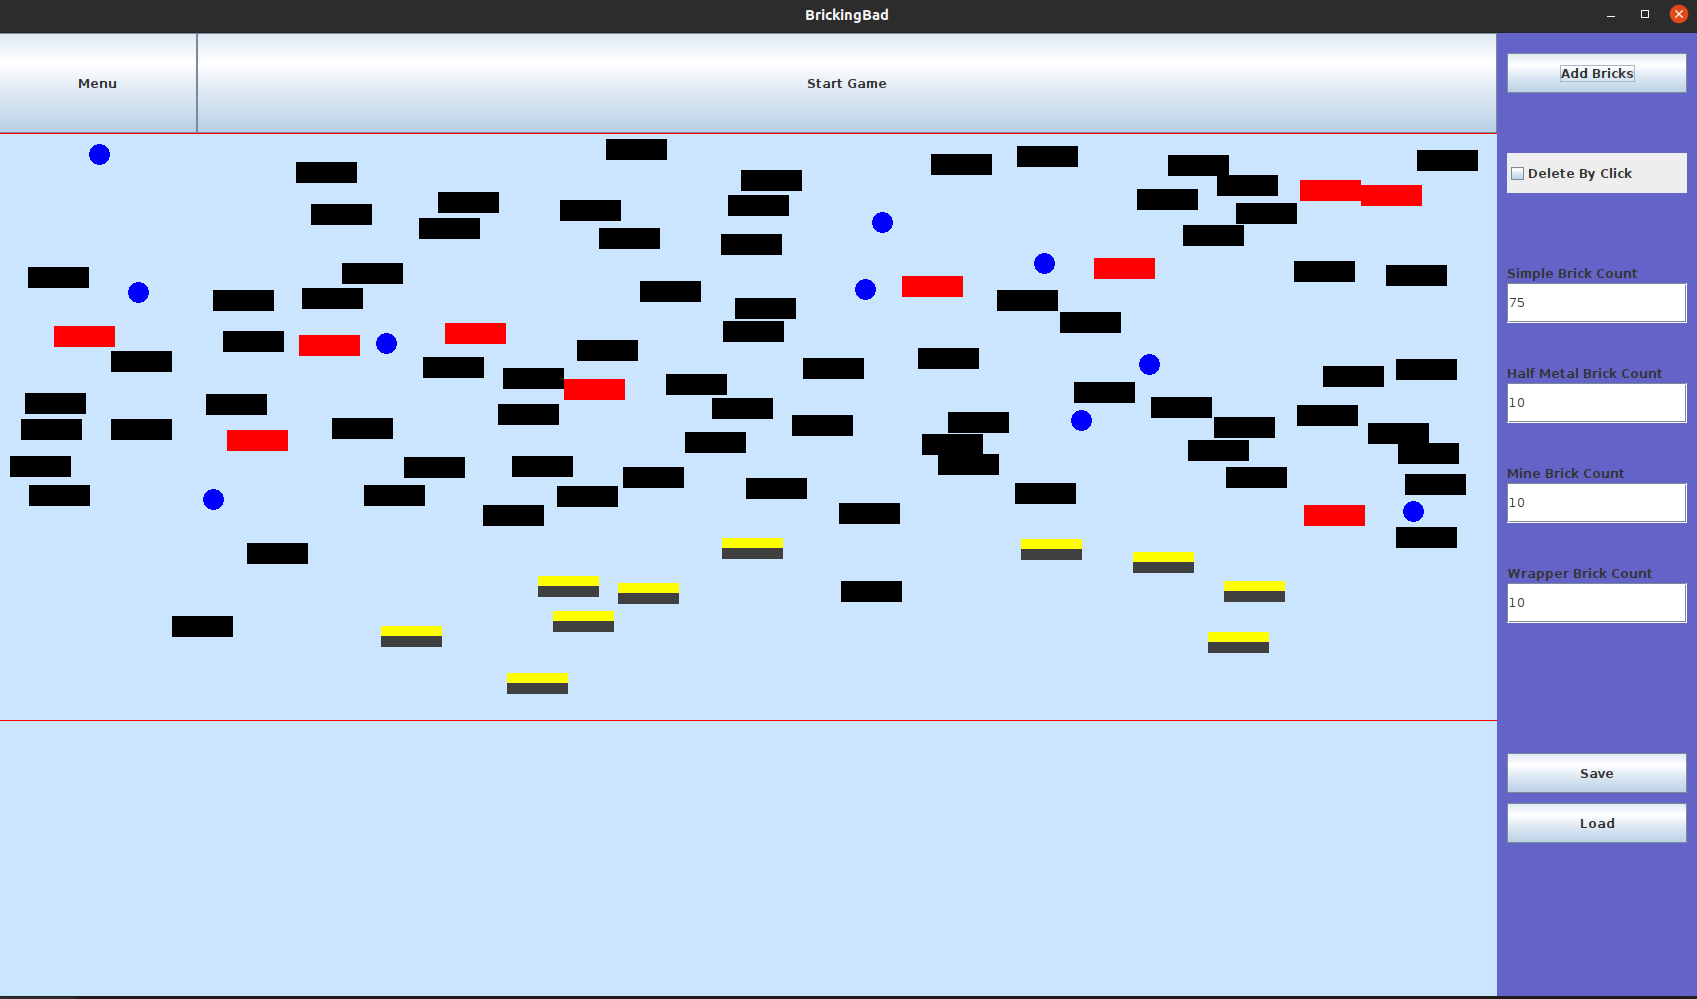 BrickingBad
Menu
Start Game
Add Bricks
Delete By Click
Simple Brick Count
75
Half Metal Brick Count
10
Mine Brick Count
10
Wrapper Brick Count
10
Save
Load